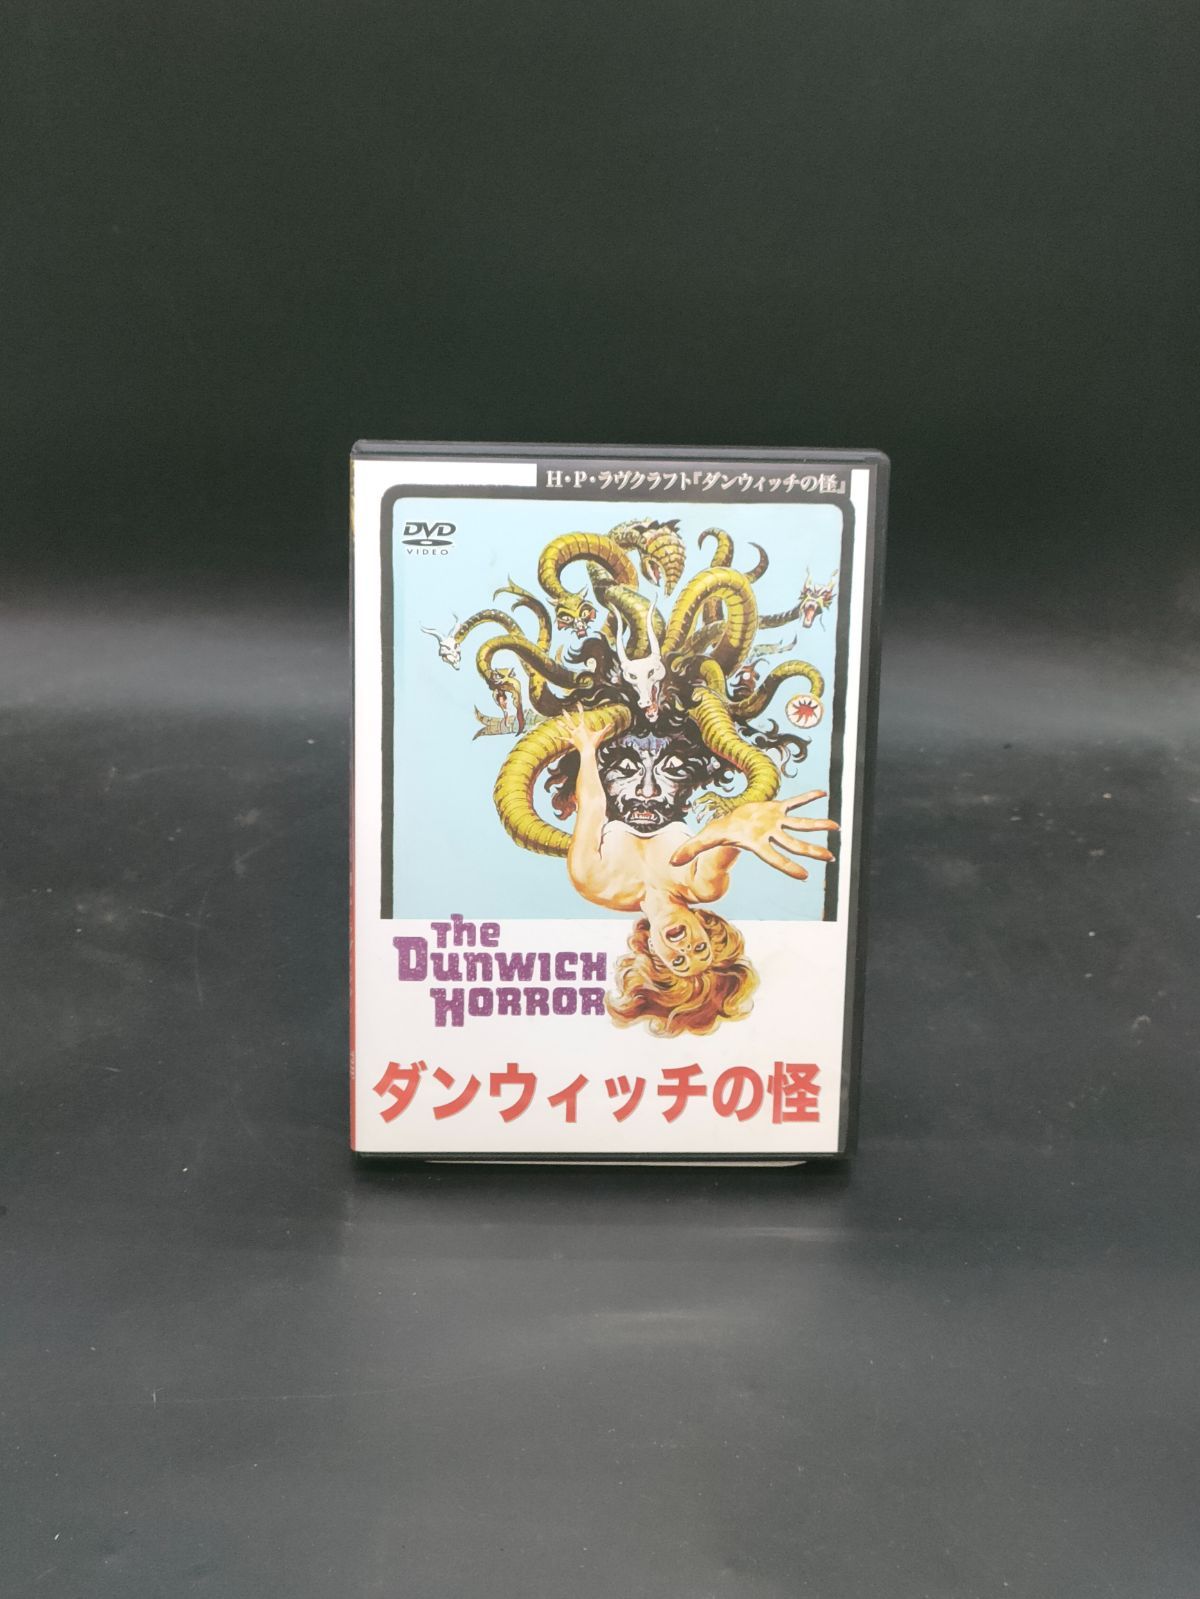 H・P・ラヴクラフト『ダンウィッチの怪』
DVD
VIDEO
The
Dunwich
Horror
ダンウィッチの怪